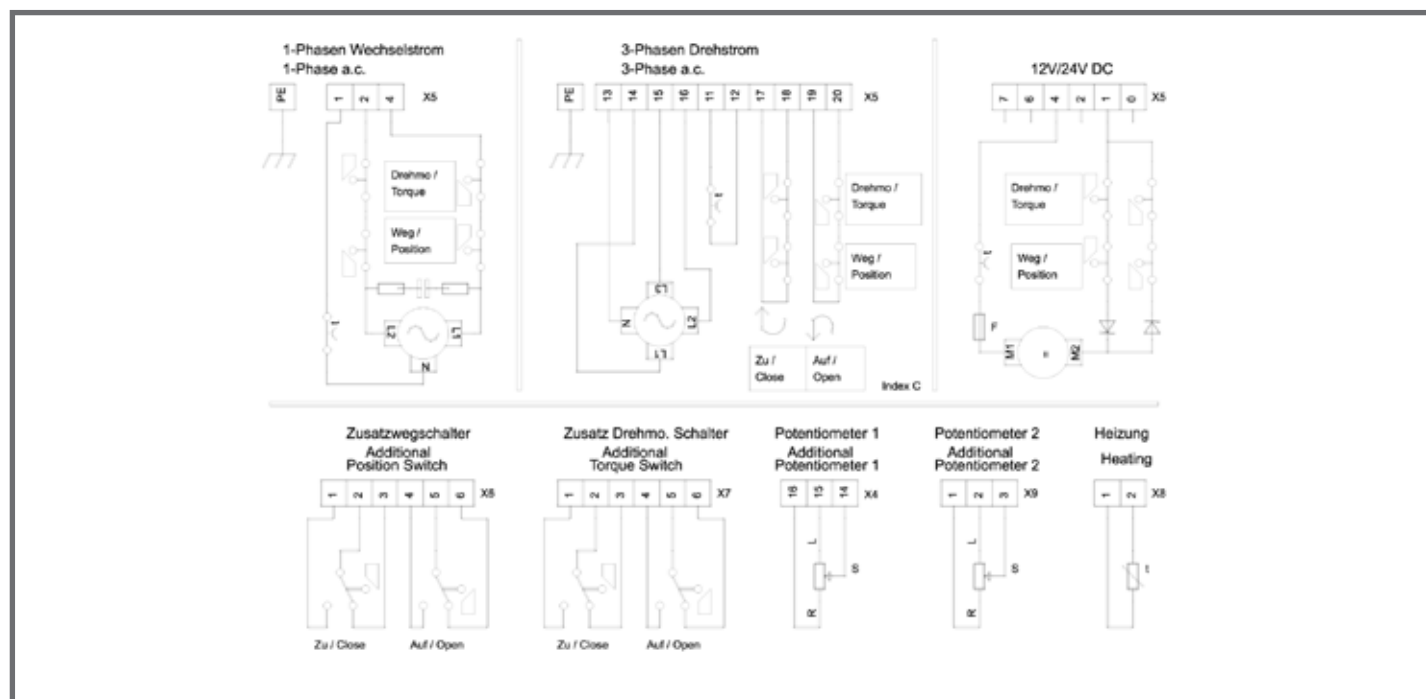 1-Phasen Wechselstrom
1-Phase a.c.
PE
1 2 4
X5
Drehmo /
Torque
Weg /
Position
t
L2
L1
N
3-Phasen Drehstrom
3-Phase a.c.
PE
13 14 15 16 11 12 17 18 19 20
X5
t
Drehmo /
Torque
Weg /
Position
L3
N
L2
L1
Zu /
Close
Auf /
Open
Index C
12V/24V DC
7 6 4 2 1 0
X5
Drehmo /
Torque
Weg /
Position
t
F
M1
M2
Zusatzwegschalter
Additional
Position Switch
1 2 3 4 5 6
X6
Zu / Close
Auf / Open
Zusatz Drehmo. Schalter
Additional
Torque Switch
1 2 3 4 5 6
X7
Zu / Close
Auf / Open
Potentiometer 1
Additional
Potentiometer 1
16 15 14
X4
L
S
R
Potentiometer 2
Additional
Potentiometer 2
1 2 3
X9
L
S
R
Heizung
Heating
1 2
X8
t